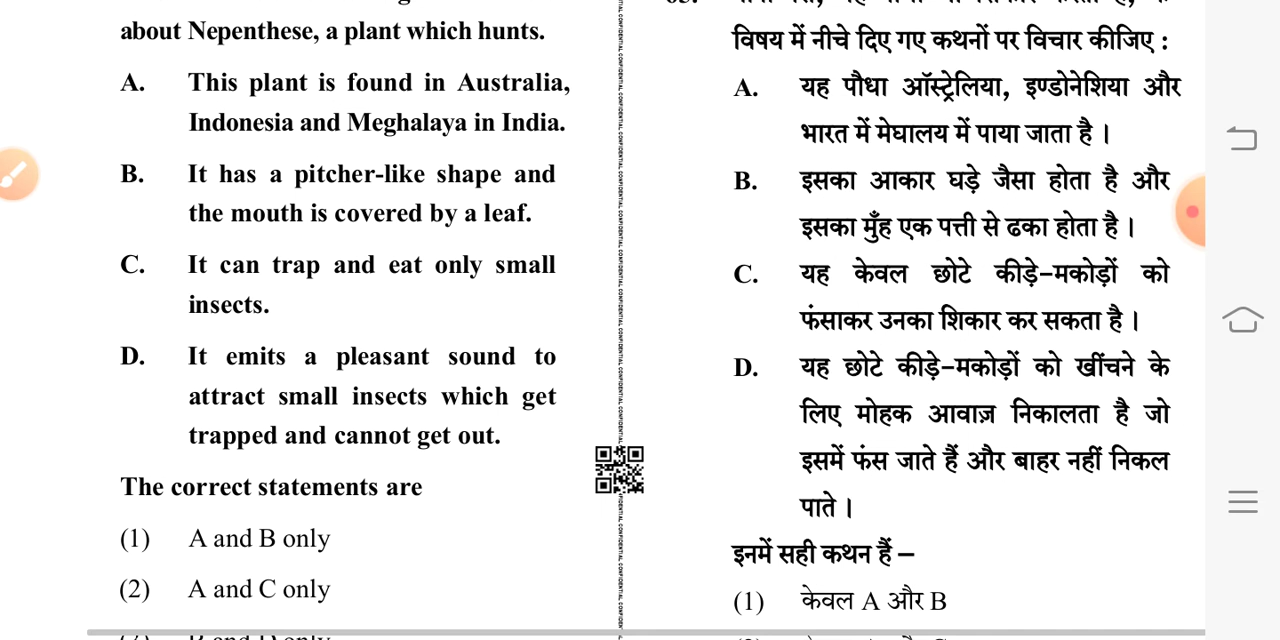 about Nepenthese, a plant which hunts.
A. This plant is found in Australia,
Indonesia and Meghalaya in India.
B. It has a pitcher-like shape and
the mouth is covered by a leaf.
C. It can trap and eat only small
insects.
D. It emits a pleasant sound to
attract small insects which get
trapped and cannot get out.
The correct statements are
(1) A and B only
(2) A and C only
विषय में नीचे दिए गए कथनों पर विचार कीजिए :
A. यह पौधा ऑस्ट्रेलिया, इण्डोनेशिया और
भारत में मेघालय में पाया जाता है ।
B. इसका आकार घड़े जैसा होता है और
इसका मुँह एक पत्ती से ढका होता है ।
C. यह केवल छोटे कीड़े-मकोड़ों को
फंसाकर उनका शिकार कर सकता है ।
D. यह छोटे कीड़े-मकोड़ों को खींचने के
लिए मोहक आवाज़ निकालता है जो
इसमें फंस जाते हैं और बाहर नहीं निकल
पाते ।
इनमें सही कथन हैं –
(1) केवल A और B